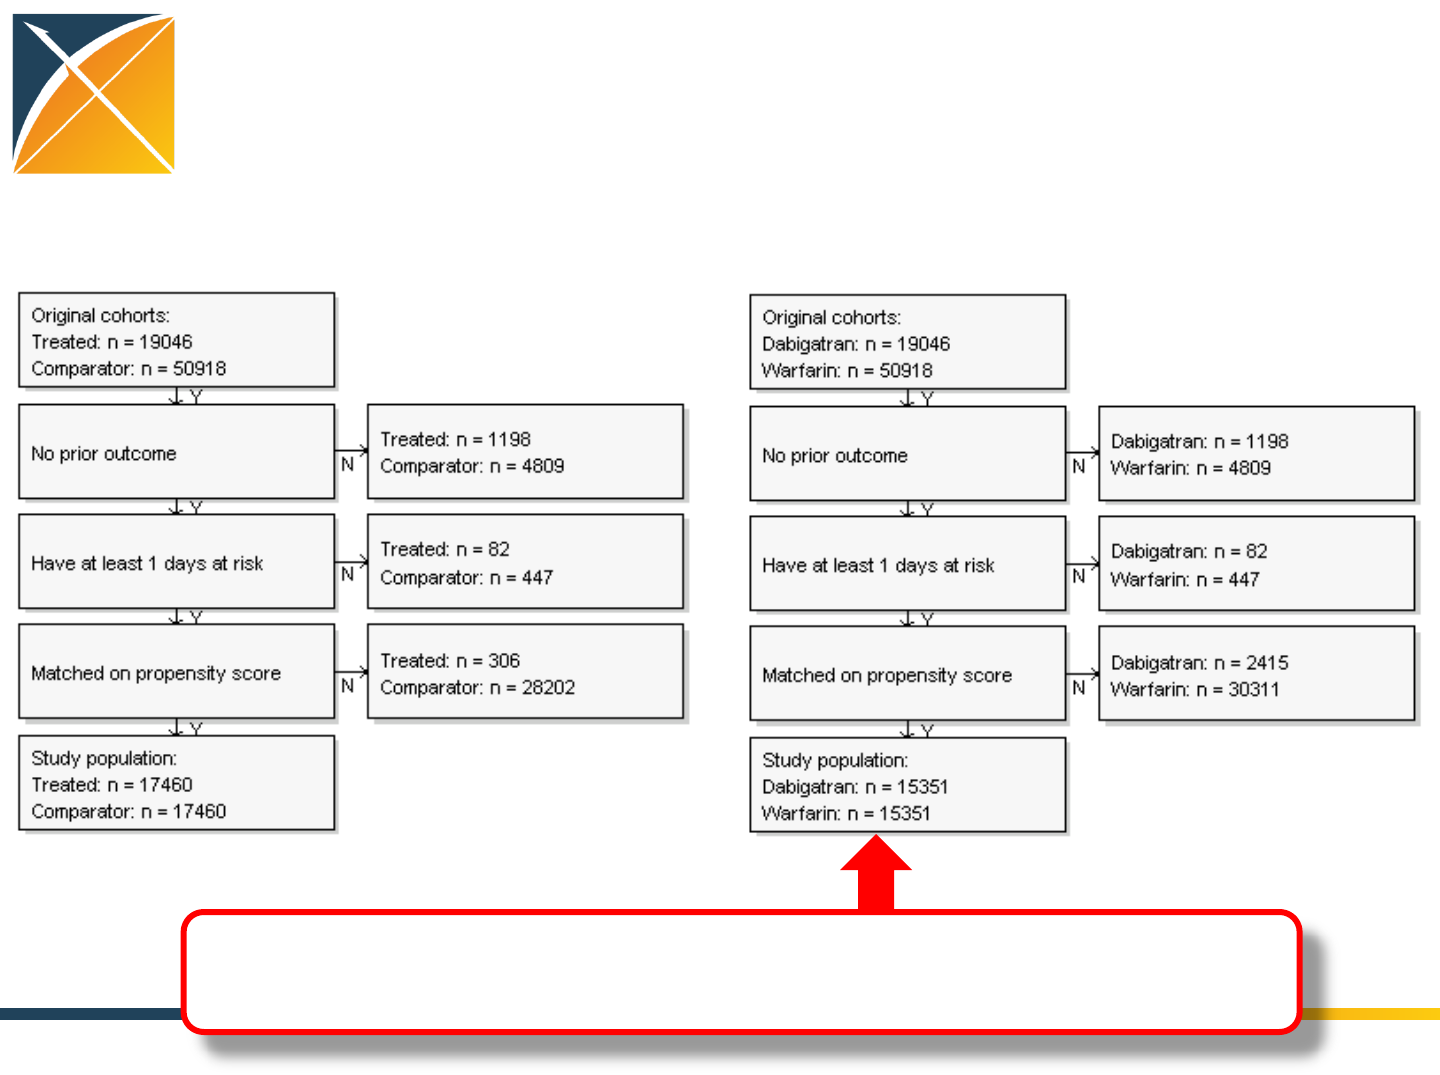 Original cohorts:
Treated: n = 19046
Comparator: n = 50918
Y
No prior outcome
N
Treated: n = 1198
Comparator: n = 4809
Y
Have at least 1 days at risk
N
Treated: n = 82
Comparator: n = 447
Y
Matched on propensity score
N
Treated: n = 306
Comparator: n = 28202
Y
Study population:
Treated: n = 17460
Comparator: n = 17460
Original cohorts:
Dabigatran: n = 19046
Warfarin: n = 50918
Y
No prior outcome
N
Dabigatran: n = 1198
Warfarin: n = 4809
Y
Have at least 1 days at risk
N
Dabigatran: n = 82
Warfarin: n = 447
Y
Matched on propensity score
N
Dabigatran: n = 2415
Warfarin: n = 30311
Y
Study population:
Dabigatran: n = 15351
Warfarin: n = 15351